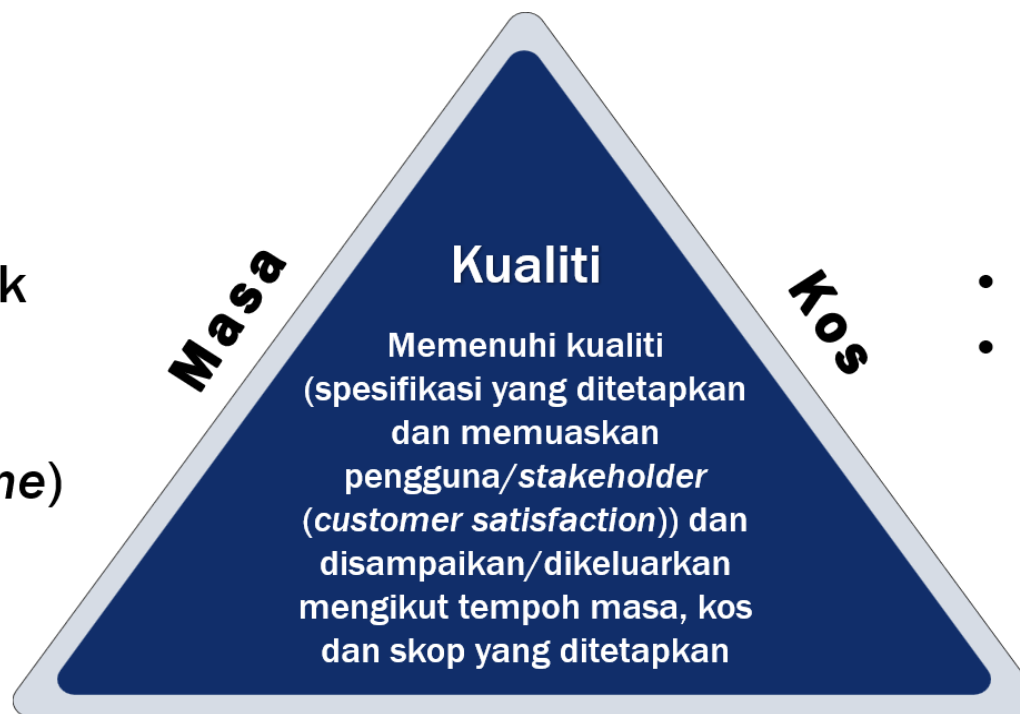 Kualiti
k
Masa
Kos
•
Memenuhi kualiti
•
(spesifikasi yang ditetapkan
dan memuaskan
pengguna/stakeholder
ne)
(customer satisfaction)) dan
disampaikan/dikeluarkan
mengikut tempoh masa, kos
dan skop yang ditetapkan